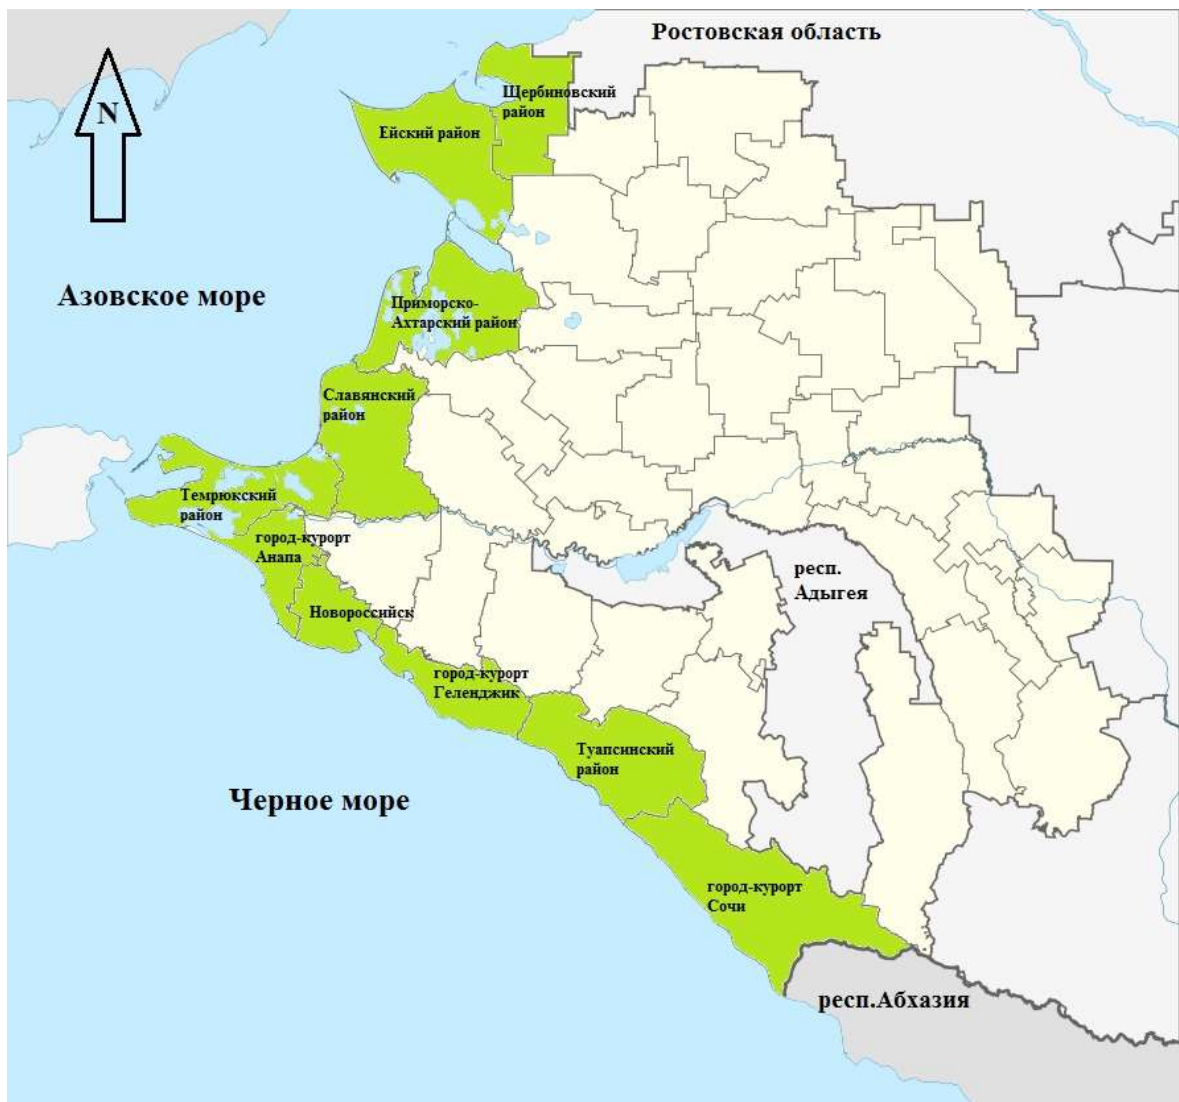 Ростовская область
N
Щербиновский
район
Ейский район
Азовское море
Приморско-
Ахтарский район
Славянский
район
Темрюкский
район
город-курорт
Анапа
респ.
Адыгея
Новороссийск
город-курорт
Геленджик
Туапсинский
район
Черное море
город-курорт
Сочи
респ.Абхазия